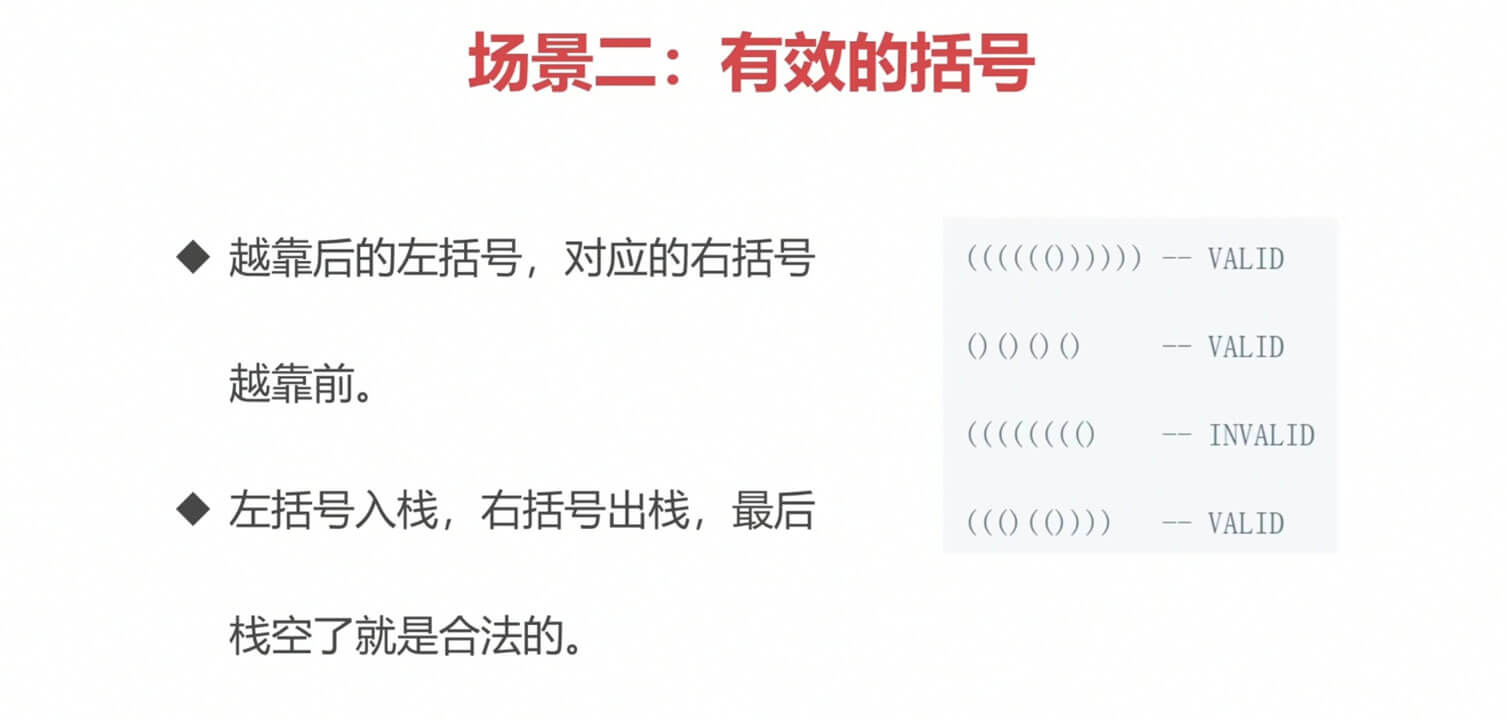 场景二：有效的括号
◆ 越靠后的左括号，对应的右括号
越靠前。
◆ 左括号入栈，右括号出栈，最后
栈空了就是合法的。
(((((()))))) -- VALID
()()()() -- VALID
(((((((() -- INVALID
((()(()))) -- VALID